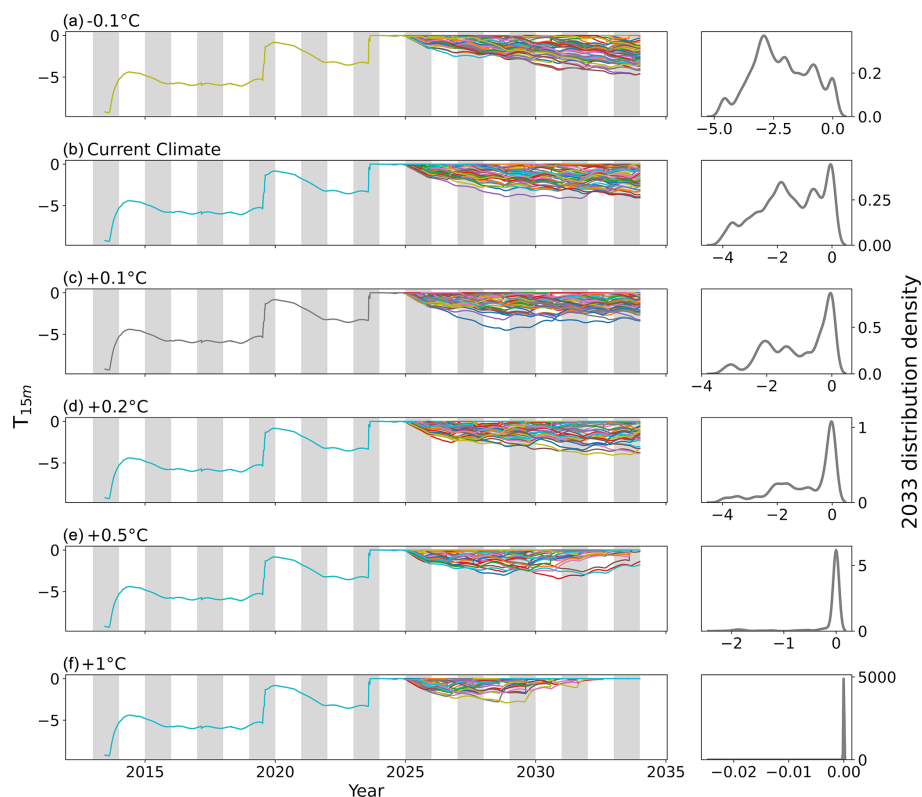 (a) -0.1°C
0
−5
0.2
0.0
−5.0 −2.5 0.0
(b) Current Climate
0
−5
0.25
0.00
−4 −2 0
(c) +0.1°C
0
−5
0.5
0.0
−4 −2 0
(d) +0.2°C
0
−5
1
0
−4 −2 0
(e) +0.5°C
0
−5
5
0
−2 −1 0
(f) +1°C
0
−5
5000
0
−0.02 −0.01 0.00
2015 2020 2025 2030 2035
Year
T15m
2033 distribution density